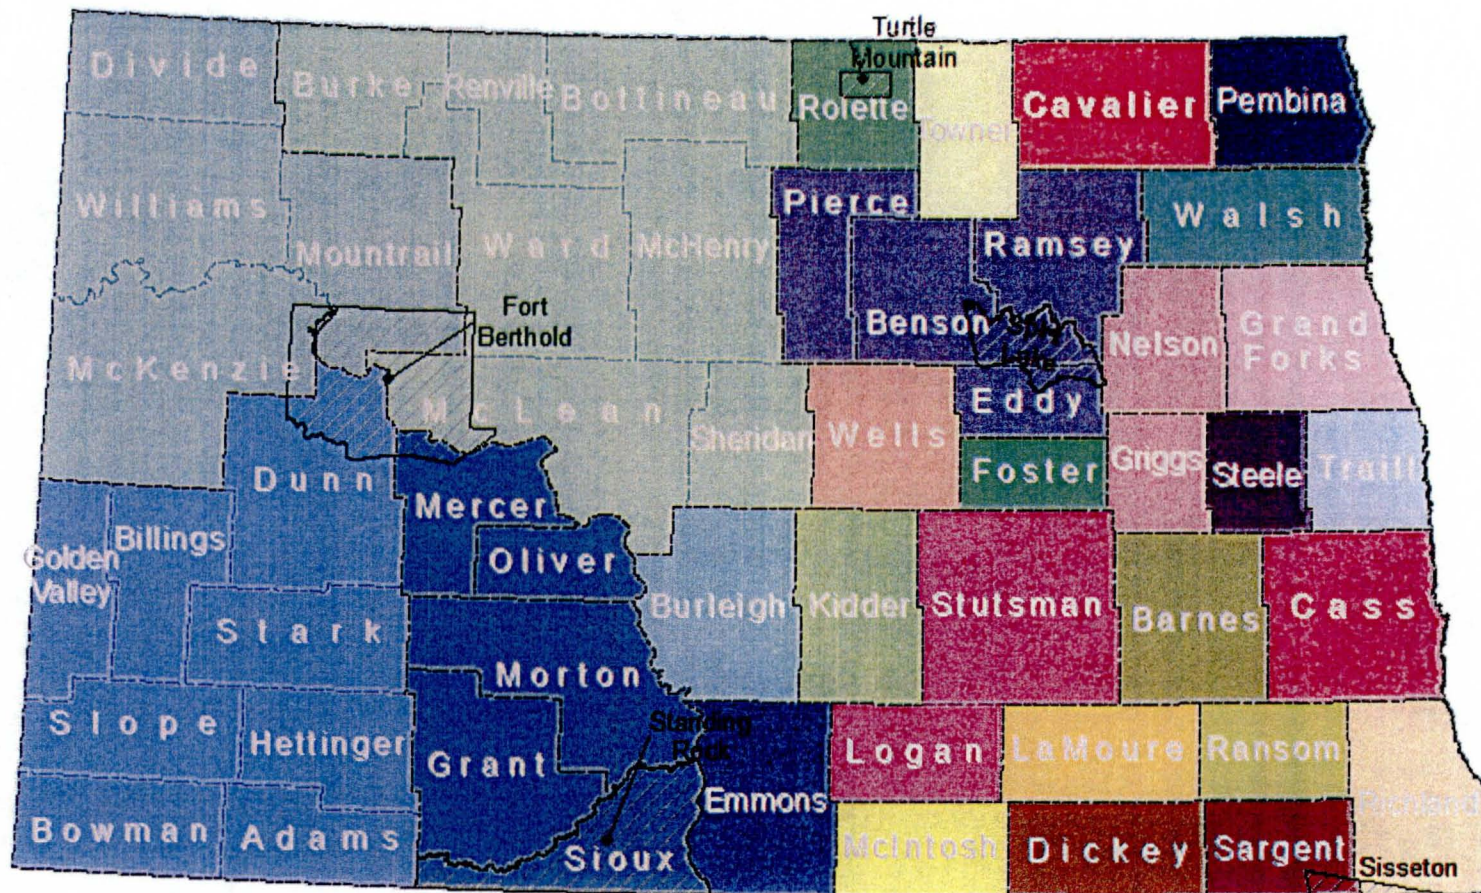 Turtle
Mountain
Divide
Burke
Renville
Bottineau
Rolette
Towner
Cavalier
Pembina
Williams
Mountrail
Ward
McHenry
Pierce
Ramsey
Walsh
Fort
Berthold
Benson
Spirit
Lake
Nelson
Grand
Forks
McKenzie
McLean
Sheridan
Wells
Eddy
Foster
Griggs
Steele
Traill
Dunn
Mercer
Oliver
Golden
Valley
Billings
Stark
Burleigh
Kidder
Stutsman
Barnes
Cass
Morton
Slope
Hettinger
Grant
Standing
Rock
Emmons
Logan
LaMoure
Ransom
Richland
Bowman
Adams
Sioux
McIntosh
Dickey
Sargent
Sisseton